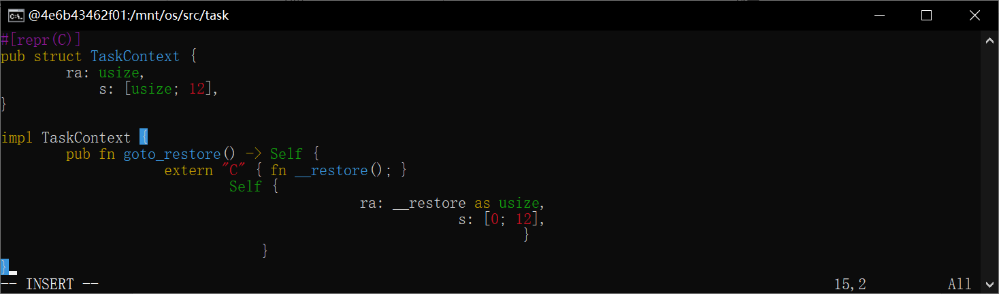 @4e6b43462f01:/mnt/os/src/task
#[repr(C)]
pub struct TaskContext {
        ra: usize,
            s: [usize; 12],
}
impl TaskContext {
        pub fn goto_restore() -> Self {
                    extern "C" { fn __restore(); }
                            Self {
                                            ra: __restore as usize,
                                                        s: [0; 12],
                                                                }
                                }
}
-- INSERT --                                                                                          15,2          All